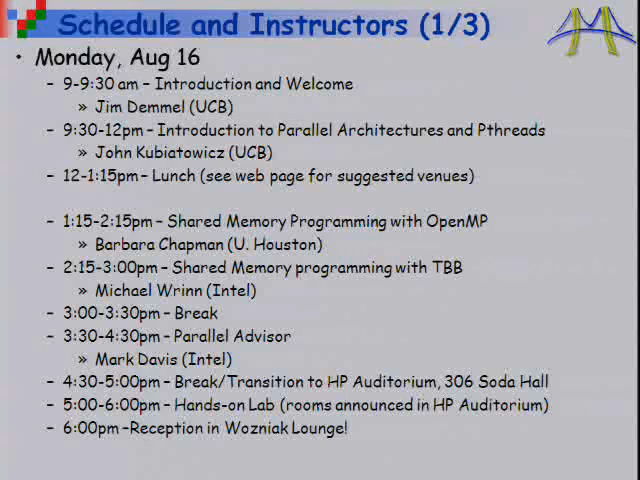 Schedule and Instructors (1/3)
• Monday, Aug 16
– 9-9:30 am – Introduction and Welcome
» Jim Demmel (UCB)
– 9:30-12pm – Introduction to Parallel Architectures and Pthreads
» John Kubiatowicz (UCB)
– 12-1:15pm – Lunch (see web page for suggested venues)
– 1:15-2:15pm – Shared Memory Programming with OpenMP
» Barbara Chapman (U. Houston)
– 2:15-3:00pm – Shared Memory programming with TBB
» Michael Wrinn (Intel)
– 3:00-3:30pm – Break
– 3:30-4:30pm – Parallel Advisor
» Mark Davis (Intel)
– 4:30-5:00pm – Break/Transition to HP Auditorium, 306 Soda Hall
– 5:00-6:00pm – Hands-on Lab (rooms announced in HP Auditorium)
– 6:00pm –Reception in Wozniak Lounge!